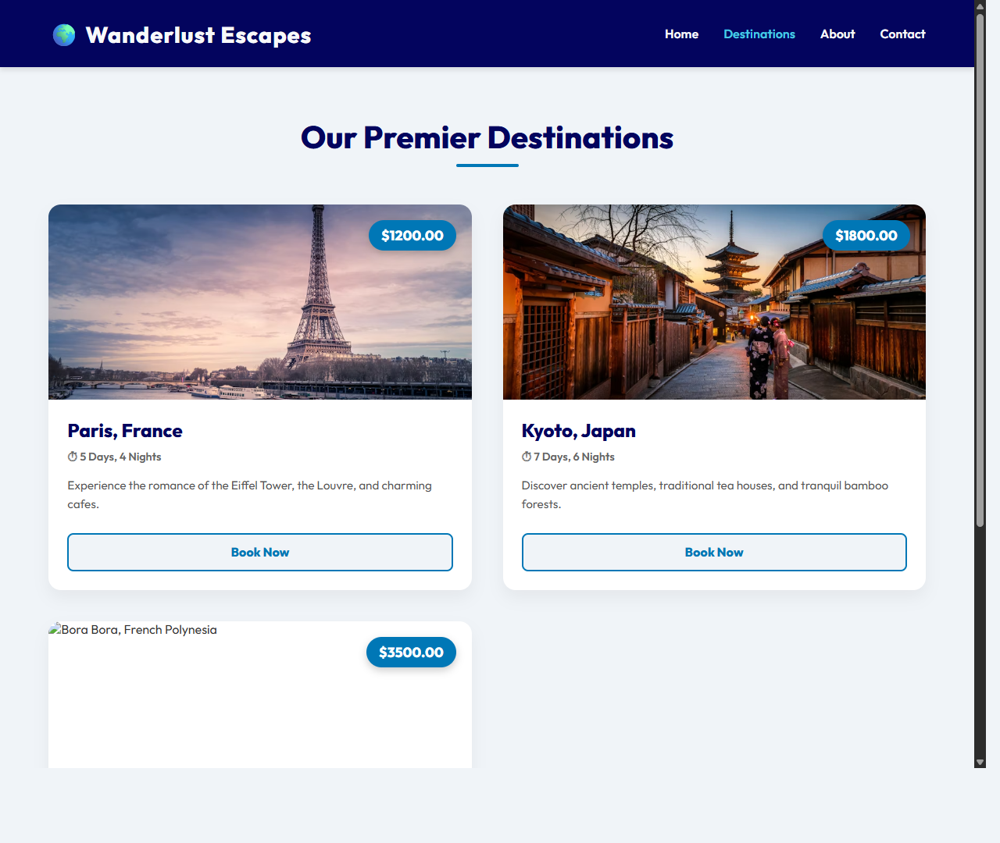 Wanderlust Escapes
Home Destinations About Contact
Our Premier Destinations
$1200.00
$1800.00
Paris, France
⏱ 5 Days, 4 Nights
Experience the romance of the Eiffel Tower, the Louvre, and charming
cafes.
Book Now
Kyoto, Japan
⏱ 7 Days, 6 Nights
Discover ancient temples, traditional tea houses, and tranquil bamboo
forests.
Book Now
Bora Bora, French Polynesia
$3500.00